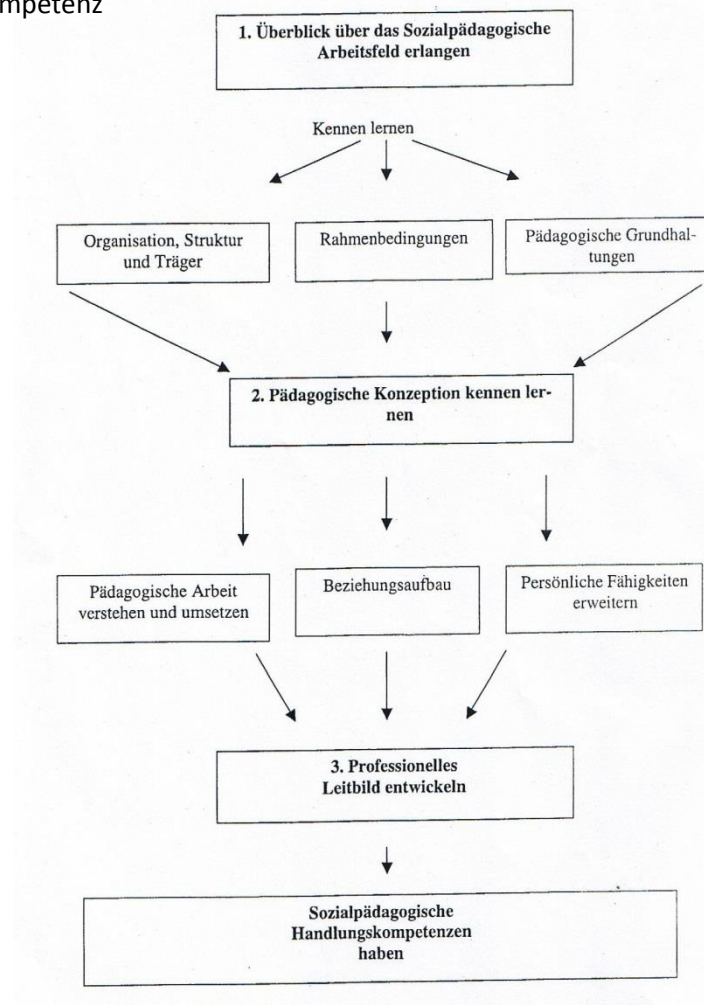 mpetenz
1. Überblick über das Sozialpädagogische
Arbeitsfeld erlangen
Kennen lernen
Organisation, Struktur
und Träger
Rahmenbedingungen
Pädagogische Grundhal-
tungen
2. Pädagogische Konzeption kennen ler-
nen
Pädagogische Arbeit
verstehen und umsetzen
Beziehungsaufbau
Persönliche Fähigkeiten
erweitern
3. Professionelles
Leitbild entwickeln
Sozialpädagogische
Handlungskompetenzen
haben